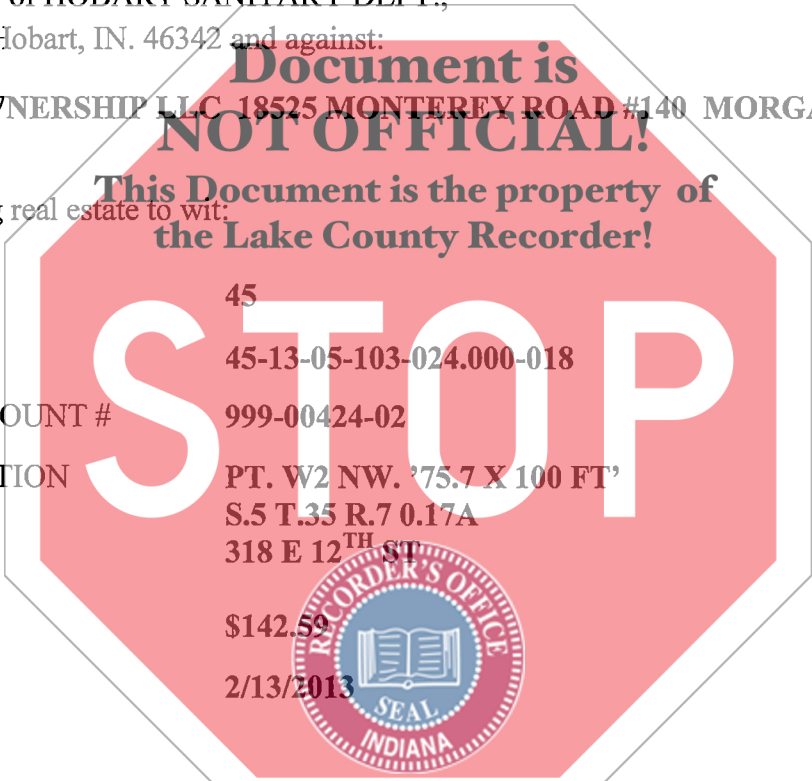 of HOBART SANITARY DEPT.,
Hobart, IN. 46342 and against:
Document is
NERSHIP LLC 18525 MONTEREY ROAD #140 MORGA
NOT OFFICIAL!
This Document is the property of
real estate to wit:
the Lake County Recorder!
45
STOP
45-13-05-103-024.000-018
OUNT # 999-00424-02
TION PT. W2 NW. '75.7 X 100 FT'
S.5 T.35 R.7 0.17A
318 E 12TH ST
RECORDER'S OFFICE
$142.59
2/13/2013
SEAL
INDIANA